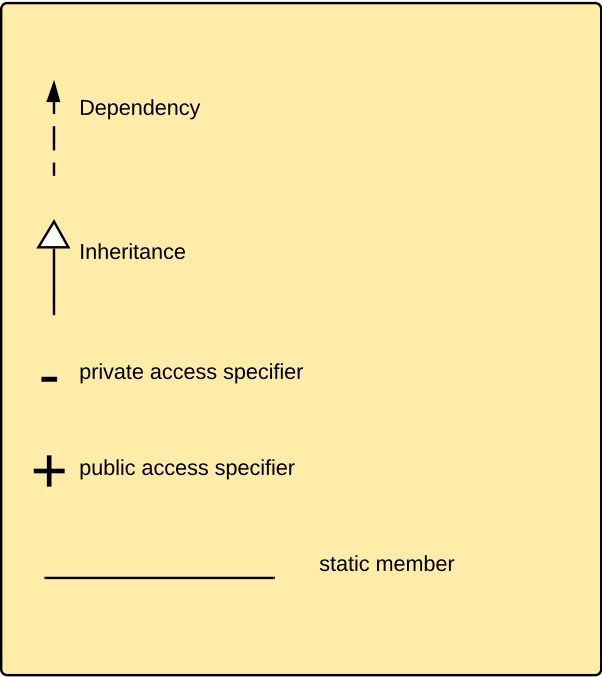 Dependency
Inheritance
- private access specifier
+ public access specifier
static member